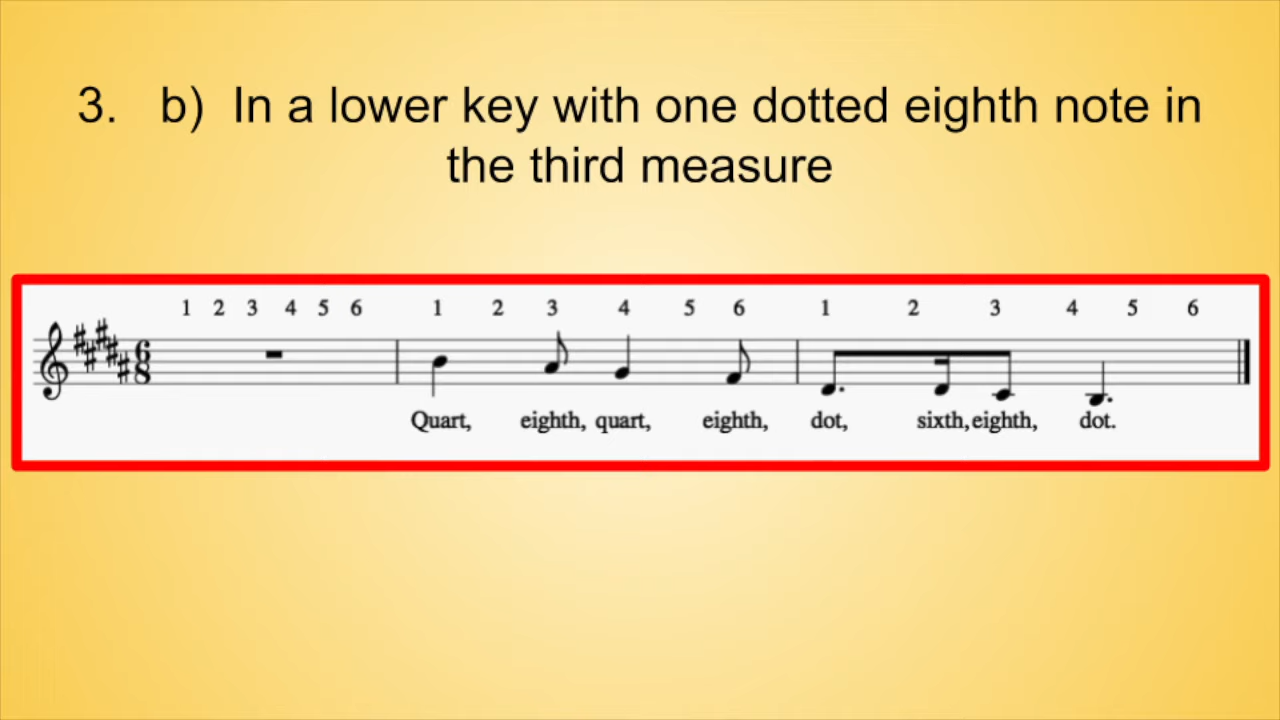 3. b) In a lower key with one dotted eighth note in
the third measure
1 2 3 4 5 6 1 2 3 4 5 6 1 2 3 4 5 6
6
8
Quart, eighth, quart, eighth, dot, sixth, eighth, dot.